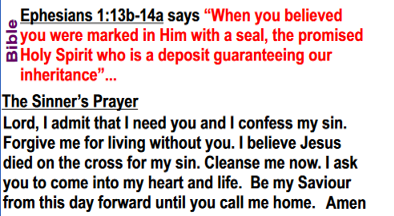 Bible
Ephesians 1:13b-14a says “When you believed
you were marked in Him with a seal, the promised
Holy Spirit who is a deposit guaranteeing our
inheritance”...
The Sinner’s Prayer
Lord, I admit that I need you and I confess my sin.
Forgive me for living without you. I believe Jesus
died on the cross for my sin. Cleanse me now. I ask
you to come into my heart and life.  Be my Saviour
from this day forward until you call me home.  Amen